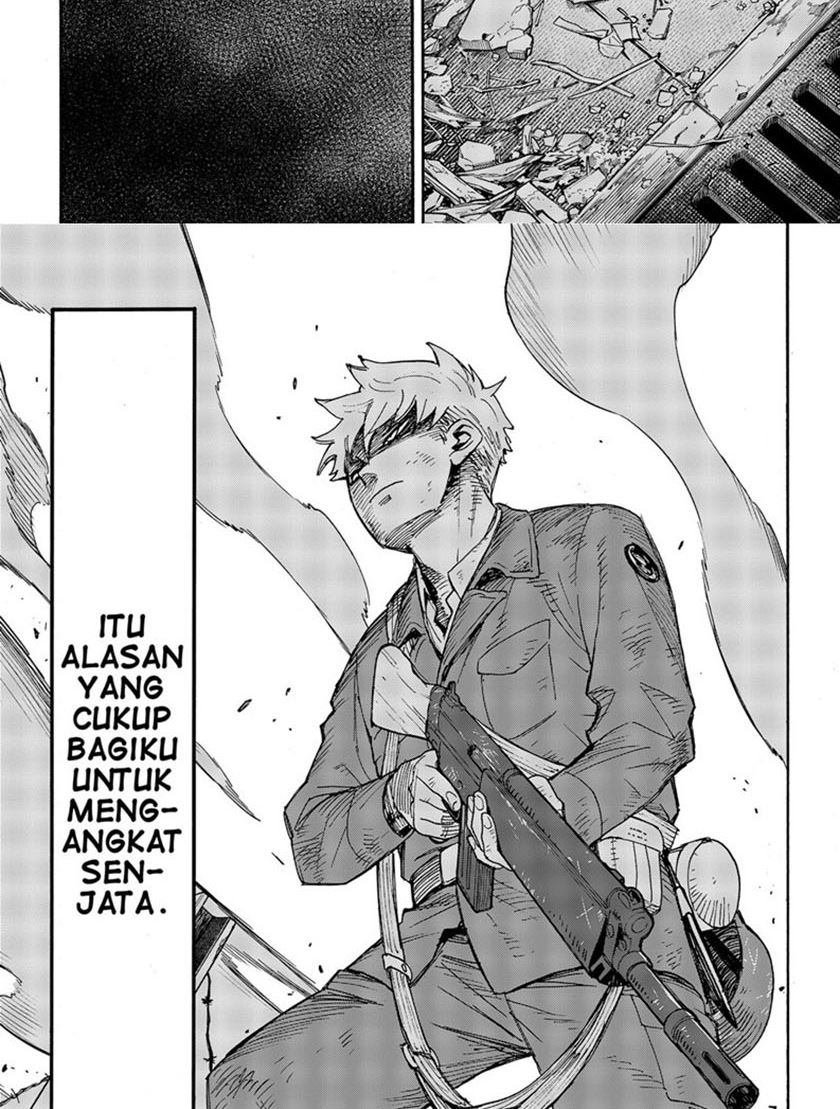 ITU
ALASAN
YANG
CUKUP
BAGIKU
UNTUK
MENG-
ANGKAT
SEN-
JATA.